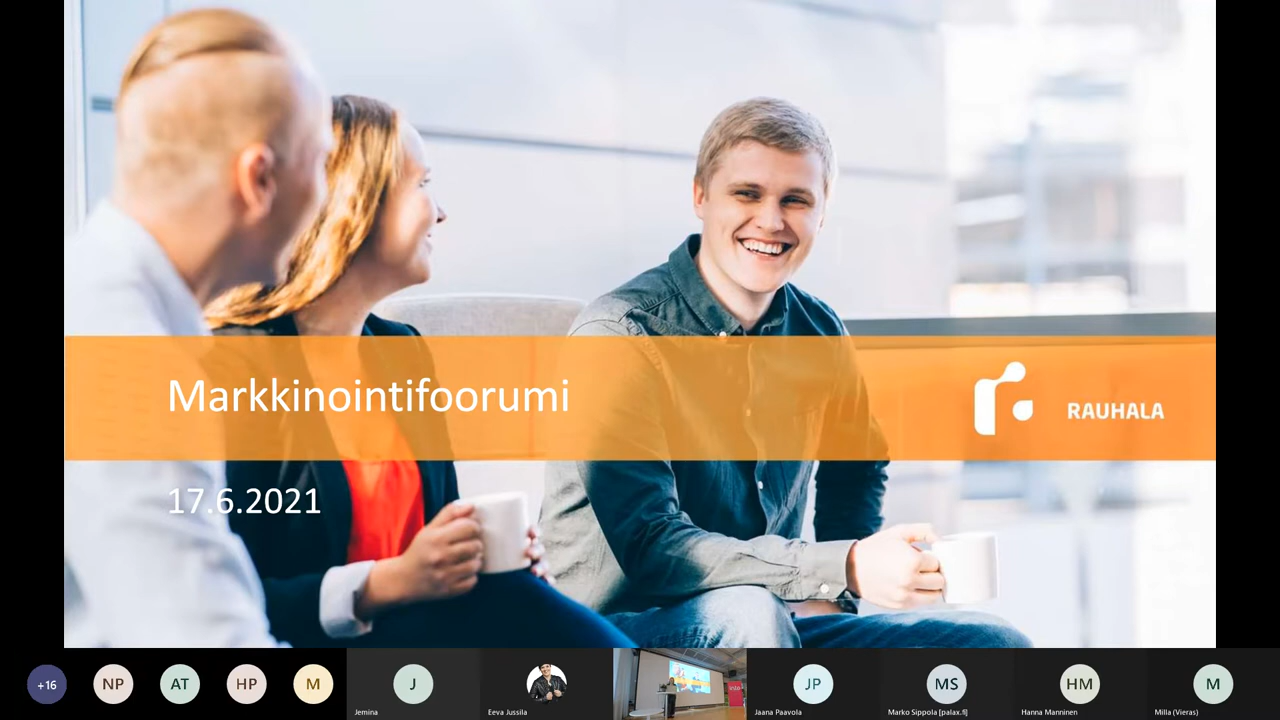 Markkinointifoorumi
RAUHALA
17.6.2021
+16
NP
AT
HP
M
J
JP
MS
HM
M
Jemina
Eeva Jussila
Jaana Paavola
Marko Sippola [palax.fi]
Hanna Manninen
Milla (Vieras)